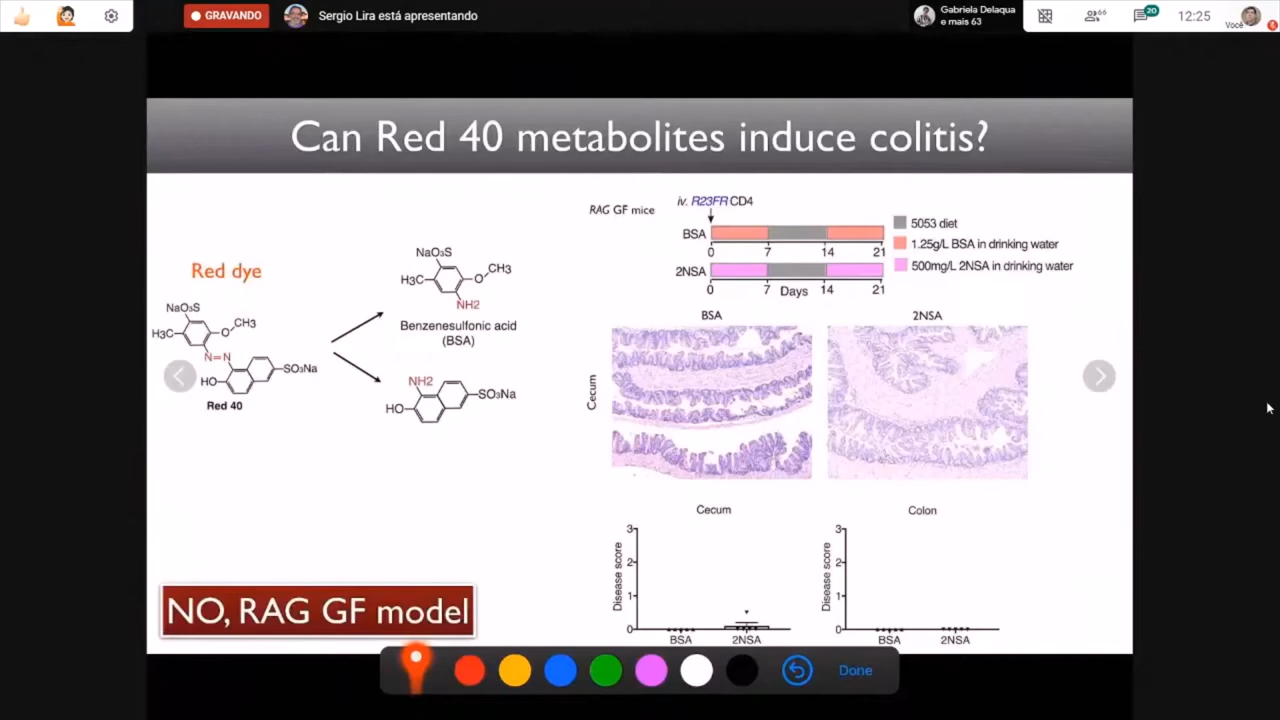 GRAVANDO
Sergio Lira está apresentando
Gabriela Delaqua
e mais 63
66
20
12:25
Você
Can Red 40 metabolites induce colitis?
RAG GF mice
iv. R23FR CD4
BSA
0 7 14 21
2NSA
0 7 Days 14 21
5053 diet
1.25g/L BSA in drinking water
500mg/L 2NSA in drinking water
Red dye
NaO₃S
H₃C
O
CH3
N=N
HO
SO₃Na
Red 40
NaO₃S
H₃C
O
CH3
NH2
Benzenesulfonic acid
(BSA)
NH2
HO
SO₃Na
BSA
2NSA
Cecum
Cecum
Disease score
3
2
1
0
BSA
2NSA
Colon
Disease score
3
2
1
0
BSA
2NSA
NO, RAG GF model
Done